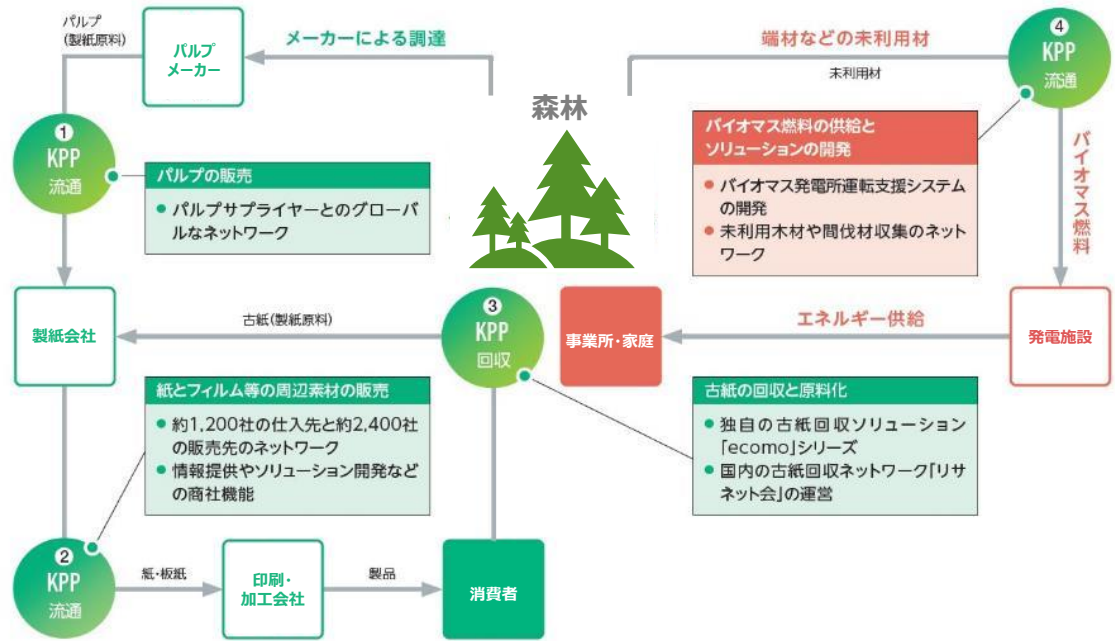 パルプ
(製紙原料)
パルプ
メーカー
メーカーによる調達
森林
端材などの未利用材
未利用材
4
KPP
流通
1
KPP
流通
パルプの販売
● パルプサプライヤーとのグローバ
ルなネットワーク
バイオマス燃料の供給と
ソリューションの開発
● バイオマス発電所運転支援システム
の開発
● 未利用木材や間伐材収集のネット
ワーク
バイオマス燃料
製紙会社
古紙(製紙原料)
3
KPP
回収
事業所・家庭
エネルギー供給
発電施設
紙とフィルム等の周辺素材の販売
● 約1,200社の仕入先と約2,400社
の販売先のネットワーク
● 情報提供やソリューション開発など
の商社機能
古紙の回収と原料化
● 独自の古紙回収ソリューション
「ecomo」シリーズ
● 国内の古紙回収ネットワーク「リサ
ネット会」の運営
2
KPP
流通
紙・板紙
印刷・
加工会社
製品
消費者